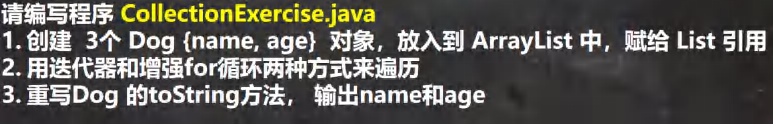 请编写程序 CollectionExercise.java
1. 创建  3个 Dog {name, age}  对象，放入到 ArrayList 中，赋给 List 引用
2. 用迭代器和增强for循环两种方式来遍历
3. 重写Dog 的toString方法， 输出name和age